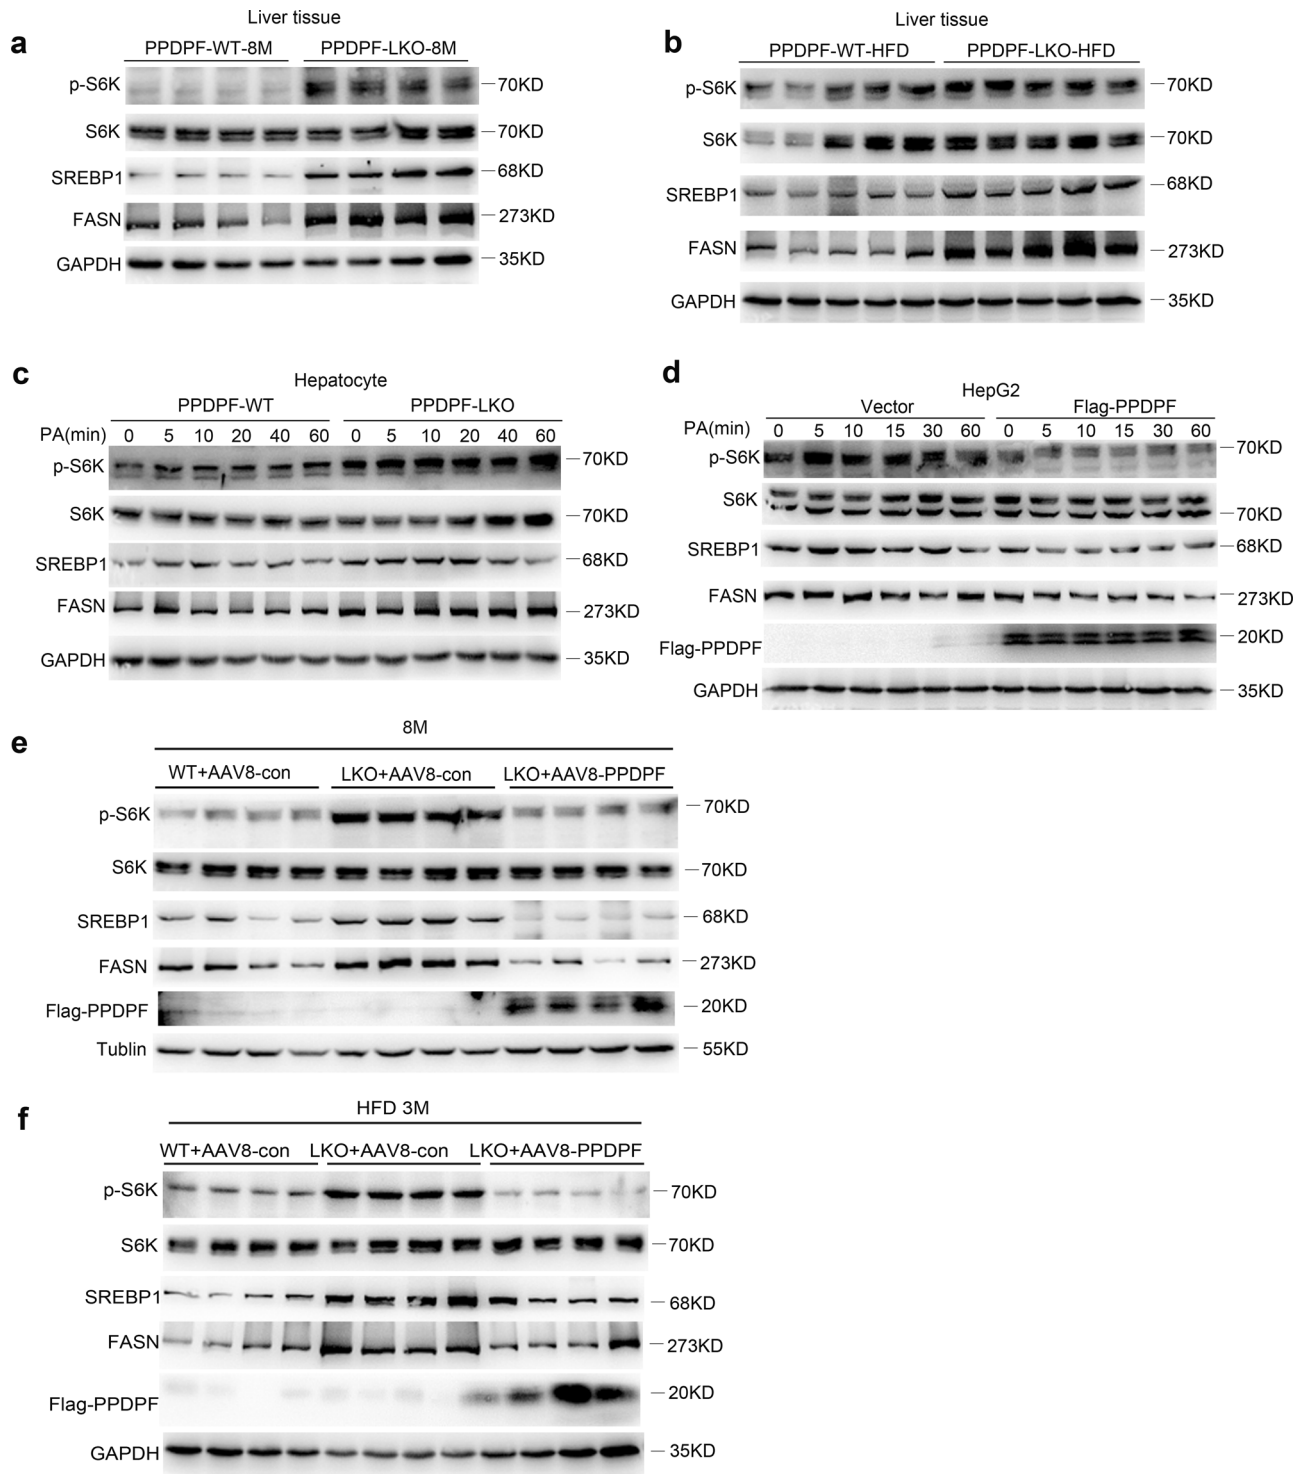 a
Liver tissue
PPDPF-WT-8M PPDPF-LKO-8M
p-S6K 70KD
S6K 70KD
SREBP1 68KD
FASN 273KD
GAPDH 35KD
b
Liver tissue
PPDPF-WT-HFD PPDPF-LKO-HFD
p-S6K 70KD
S6K 70KD
SREBP1 68KD
FASN 273KD
GAPDH 35KD
c
Hepatocyte
PPDPF-WT PPDPF-LKO
PA(min) 0 5 10 20 40 60 0 5 10 20 40 60
p-S6K 70KD
S6K 70KD
SREBP1 68KD
FASN 273KD
GAPDH 35KD
d
HepG2
Vector Flag-PPDPF
PA(min) 0 5 10 15 30 60 0 5 10 15 30 60
p-S6K 70KD
S6K 70KD
SREBP1 68KD
FASN 273KD
Flag-PPDPF 20KD
GAPDH 35KD
e
8M
WT+AAV8-con LKO+AAV8-con LKO+AAV8-PPDPF
p-S6K 70KD
S6K 70KD
SREBP1 68KD
FASN 273KD
Flag-PPDPF 20KD
Tublin 55KD
f
HFD 3M
WT+AAV8-con LKO+AAV8-con LKO+AAV8-PPDPF
p-S6K 70KD
S6K 70KD
SREBP1 68KD
FASN 273KD
Flag-PPDPF 20KD
GAPDH 35KD